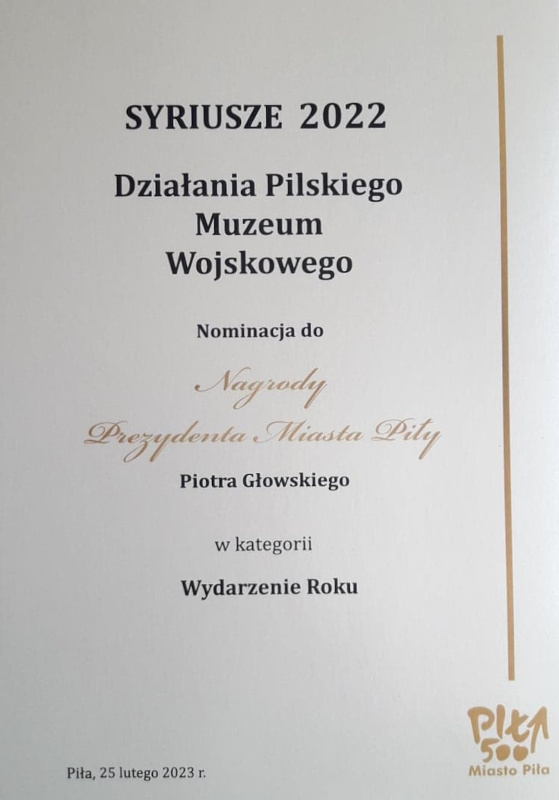 SYRIUSZE 2022
Działania Pilskiego
Muzeum
Wojskowego
Nominacja do
Nagrody
Prezydenta Miasta Piły
Piotra Głowskiego
w kategorii
Wydarzenie Roku
PIŁA
500
Miasto Piła
Piła, 25 lutego 2023 r.